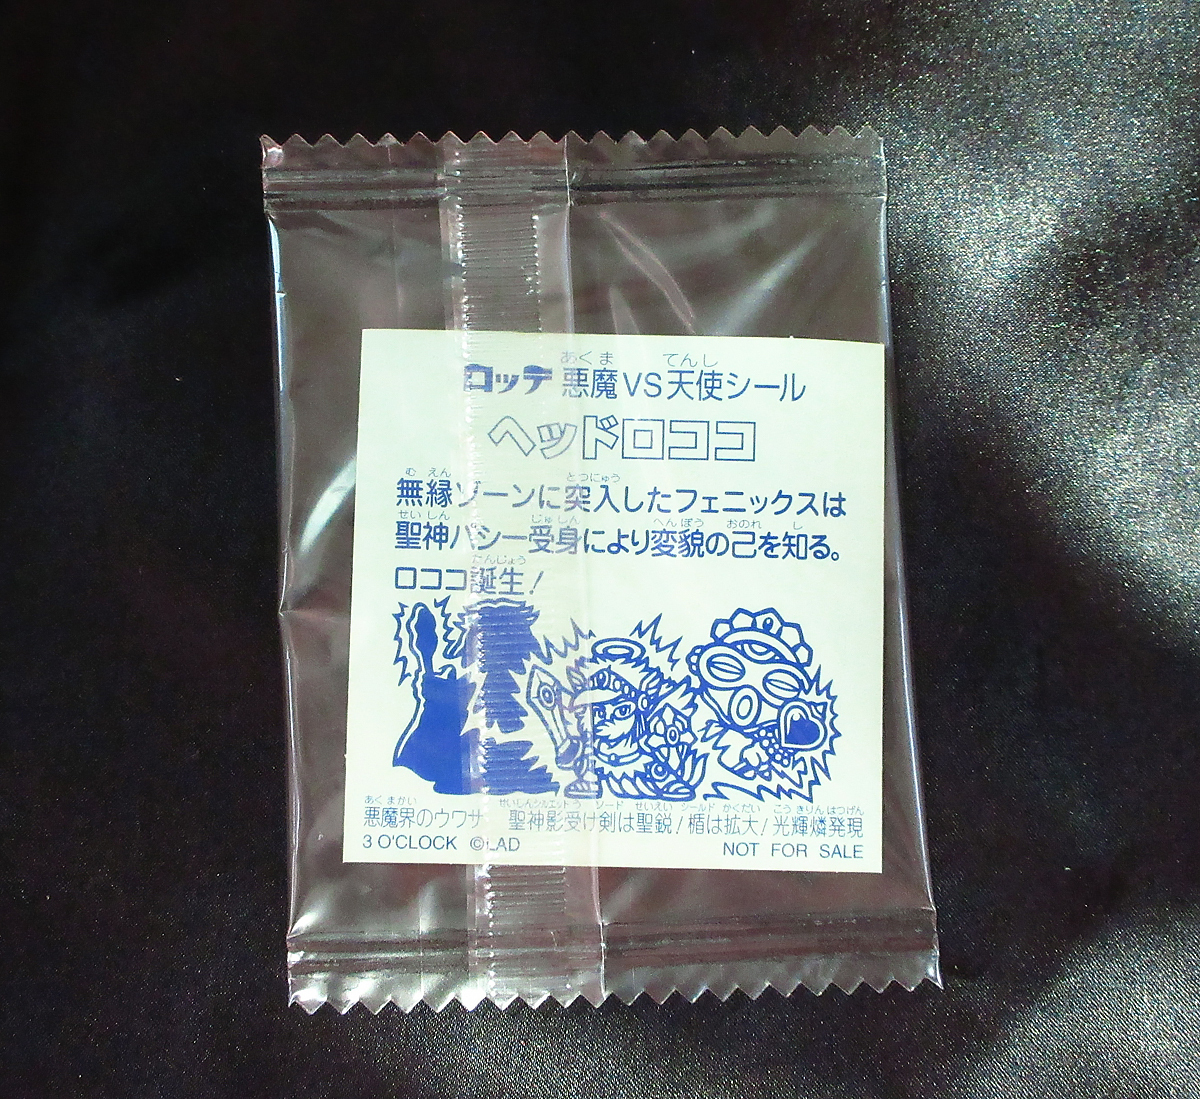 ロッテ 悪魔VS天使シール
あくま てんし
ヘッドロココ
む えん とつにゅう
無縁ゾーンに突入したフェニックスは
せいしん じゅしん へんぼう おのれ し
聖神パシー受身により変貌の己を知る。
たんじょう
ロココ誕生!
あくまかい せいしんシルエットう ソード せいえい シールド かくだい こうきりんはつげん
悪魔界のウワサ 聖神影受け剣は聖鋭!楯は拡大!光輝燐発現
3 O'CLOCK ©LAD NOT FOR SALE